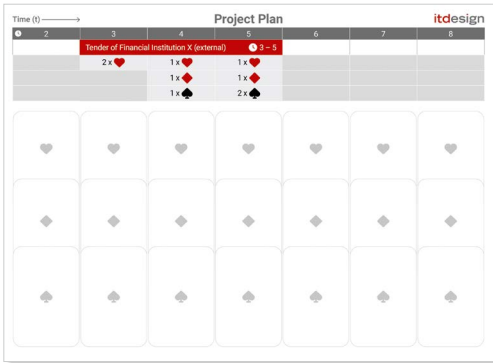 Time (t) Project Plan itdesign
2 3 4 5 6 7 8
Tender of Financial Institution X (external) 3 – 5
2 x 1 x 1 x
1 x 1 x
1 x 2 x